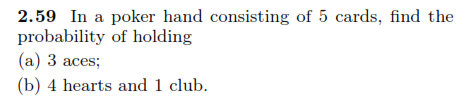 2.59 In a poker hand consisting of 5 cards, find the
probability of holding
(a) 3 aces;
(b) 4 hearts and 1 club.